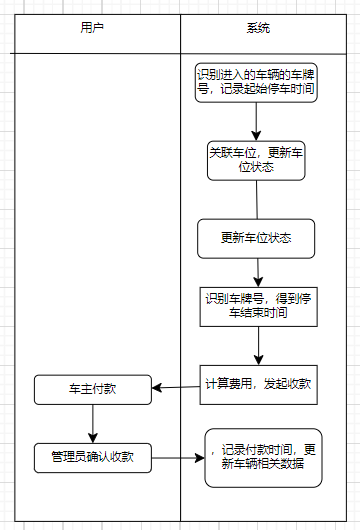 用户
系统
识别进入的车辆的车牌
号，记录起始停车时间
关联车位，更新车
位状态
更新车位状态
识别车牌号，得到停
车结束时间
计算费用，发起收款
车主付款
管理员确认收款
，记录付款时间，更
新车辆相关数据